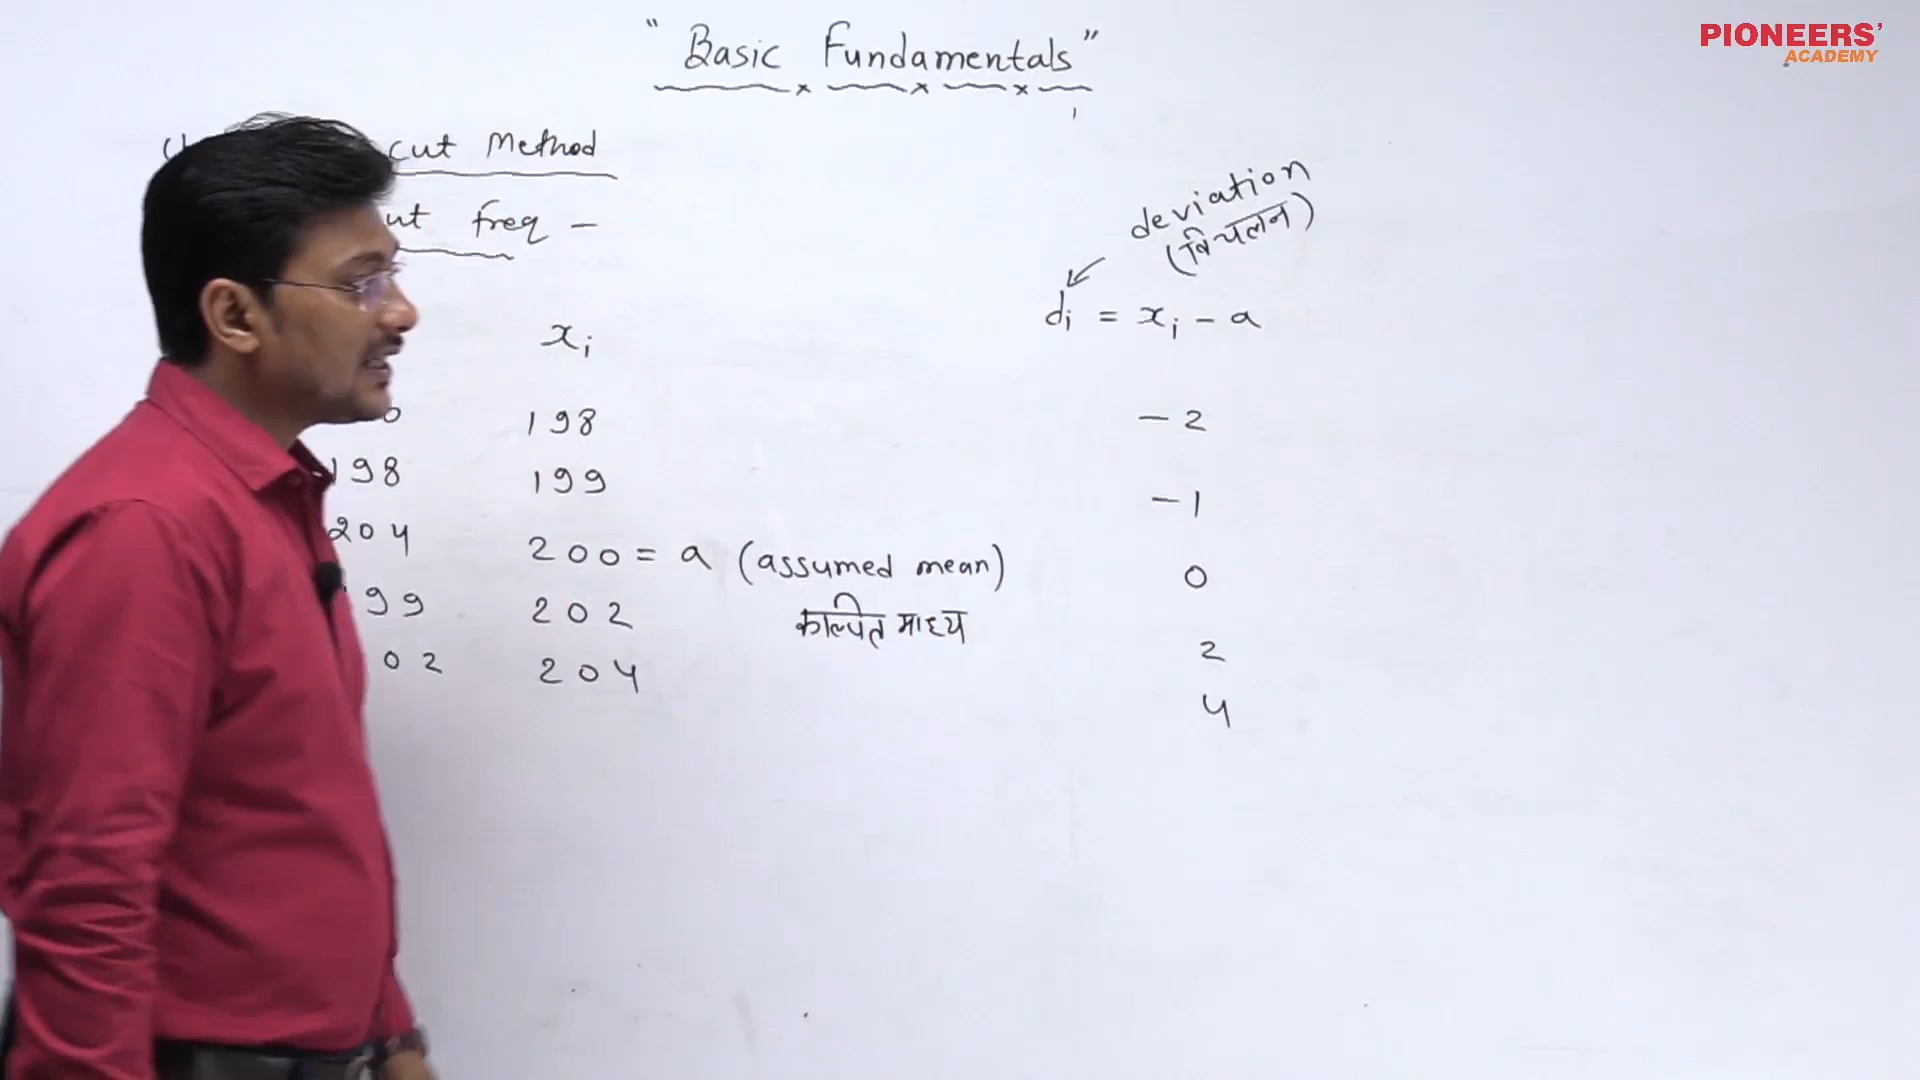 "Basic Fundamentals"
PIONEERS'
ACADEMY
cut Method
freq -
deviation
(विचलन)
di = xi - a
xi
198
-2
198
199
-1
204
200 = a (assumed mean)
0
99
202
कल्पित माध्य
2
02
204
4